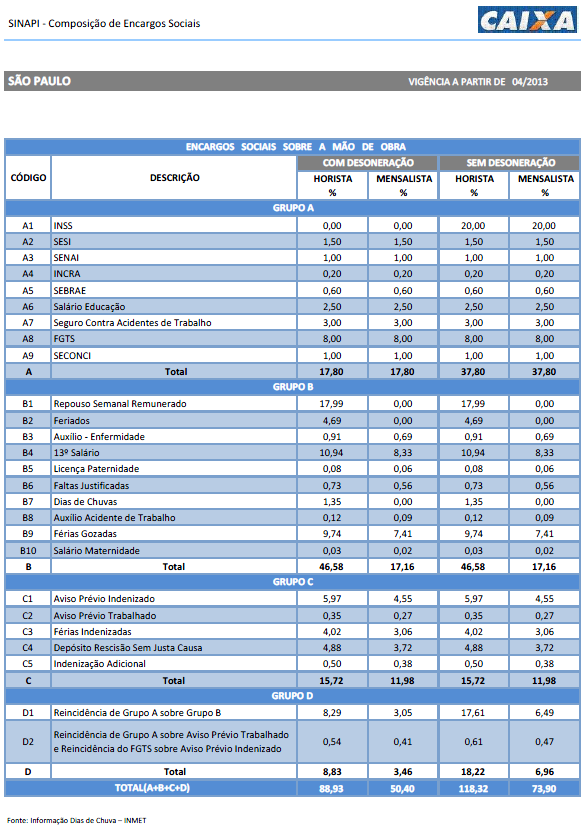 SINAPI - Composição de Encargos Sociais
CAIXA
SÃO PAULO VIGÊNCIA A PARTIR DE 04/2013
ENCARGOS SOCIAIS SOBRE A MÃO DE OBRA
CÓDIGO DESCRIÇÃO COM DESONERAÇÃO SEM DESONERAÇÃO
HORISTA MENSALISTA HORISTA MENSALISTA
% % % %
GRUPO A
A1 INSS 0,00 0,00 20,00 20,00
A2 SESI 1,50 1,50 1,50 1,50
A3 SENAI 1,00 1,00 1,00 1,00
A4 INCRA 0,20 0,20 0,20 0,20
A5 SEBRAE 0,60 0,60 0,60 0,60
A6 Salário Educação 2,50 2,50 2,50 2,50
A7 Seguro Contra Acidentes de Trabalho 3,00 3,00 3,00 3,00
A8 FGTS 8,00 8,00 8,00 8,00
A9 SECONCI 1,00 1,00 1,00 1,00
A Total 17,80 17,80 37,80 37,80
GRUPO B
B1 Repouso Semanal Remunerado 17,99 0,00 17,99 0,00
B2 Feriados 4,69 0,00 4,69 0,00
B3 Auxílio - Enfermidade 0,91 0,69 0,91 0,69
B4 13º Salário 10,94 8,33 10,94 8,33
B5 Licença Paternidade 0,08 0,06 0,08 0,06
B6 Faltas Justificadas 0,73 0,56 0,73 0,56
B7 Dias de Chuvas 1,35 0,00 1,35 0,00
B8 Auxílio Acidente de Trabalho 0,12 0,09 0,12 0,09
B9 Férias Gozadas 9,74 7,41 9,74 7,41
B10 Salário Maternidade 0,03 0,02 0,03 0,02
B Total 46,58 17,16 46,58 17,16
GRUPO C
C1 Aviso Prévio Indenizado 5,97 4,55 5,97 4,55
C2 Aviso Prévio Trabalhado 0,35 0,27 0,35 0,27
C3 Férias Indenizadas 4,02 3,06 4,02 3,06
C4 Depósito Rescisão Sem Justa Causa 4,88 3,72 4,88 3,72
C5 Indenização Adicional 0,50 0,38 0,50 0,38
C Total 15,72 11,98 15,72 11,98
GRUPO D
D1 Reincidência de Grupo A sobre Grupo B 8,29 3,05 17,61 6,49
D2 Reincidência de Grupo A sobre Aviso Prévio Trabalhado
e Reincidência do FGTS sobre Aviso Prévio Indenizado 0,54 0,41 0,61 0,47
D Total 8,83 3,46 18,22 6,96
TOTAL(A+B+C+D) 88,93 50,40 118,32 73,90
Fonte: Informação Dias de Chuva – INMET